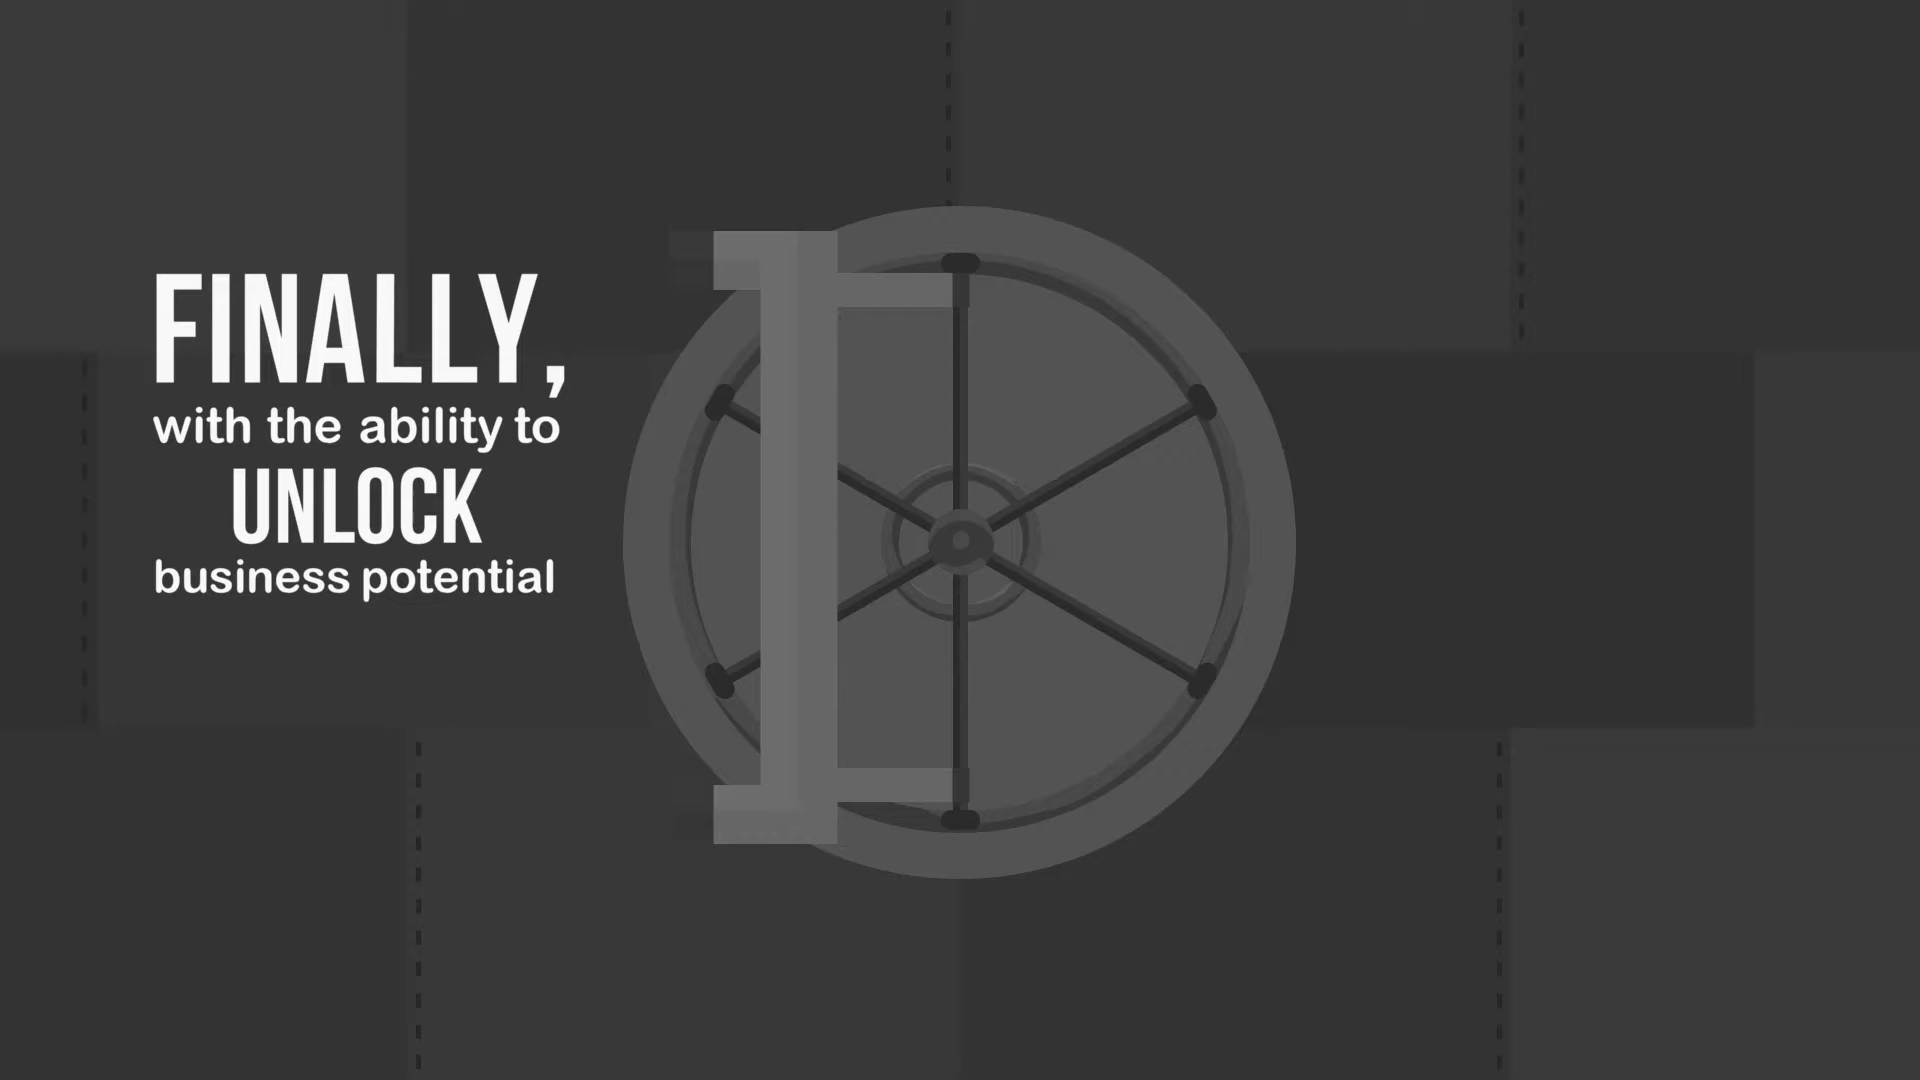 FINALLY,
with the ability to
UNLOCK
business potential